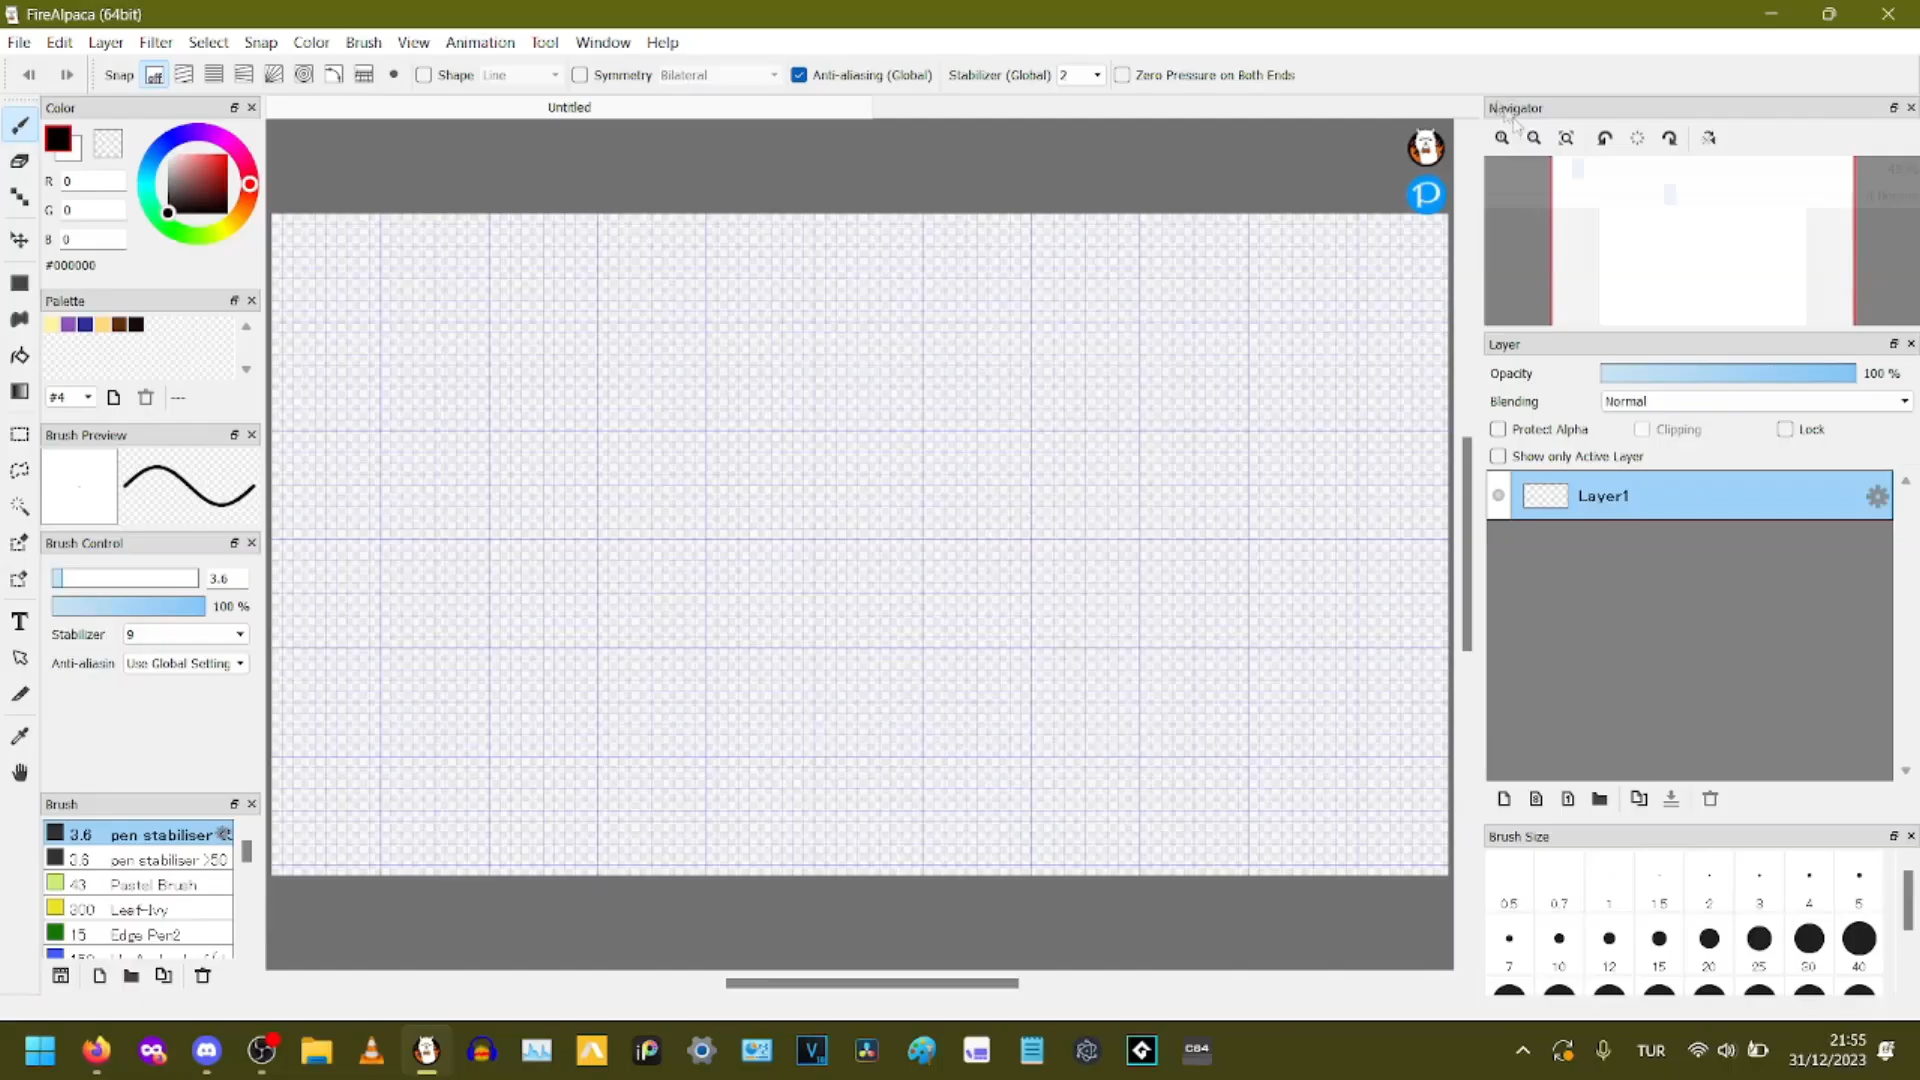 FireAlpaca (64bit)
File Edit Layer Filter Select Snap Color Brush View Animation Tool Window Help
Snap off Shape Line Symmetry Bilateral Anti-aliasing (Global) Stabilizer (Global) 2 Zero Pressure on Both Ends
Color
Untitled
Navigator
R 0
G 0
B 0
#000000
Palette
#4 ---
Layer
Opacity 100 %
Blending Normal
Protect Alpha Clipping Lock
Show only Active Layer
Layer1
Brush Preview
Brush Control
3.6
100 %
Stabilizer 9
Anti-aliasin Use Global Setting
Brush
3.6 pen stabiliser
3.6 pen stabiliser >50
43 Pastel Brush
300 Leaf-Ivy
15 Edge Pen2
Brush Size
0.5 0.7 1 1.5 2 3 4 5
7 10 12 15 20 25 30 40
C64
TUR
21:55
31/12/2023